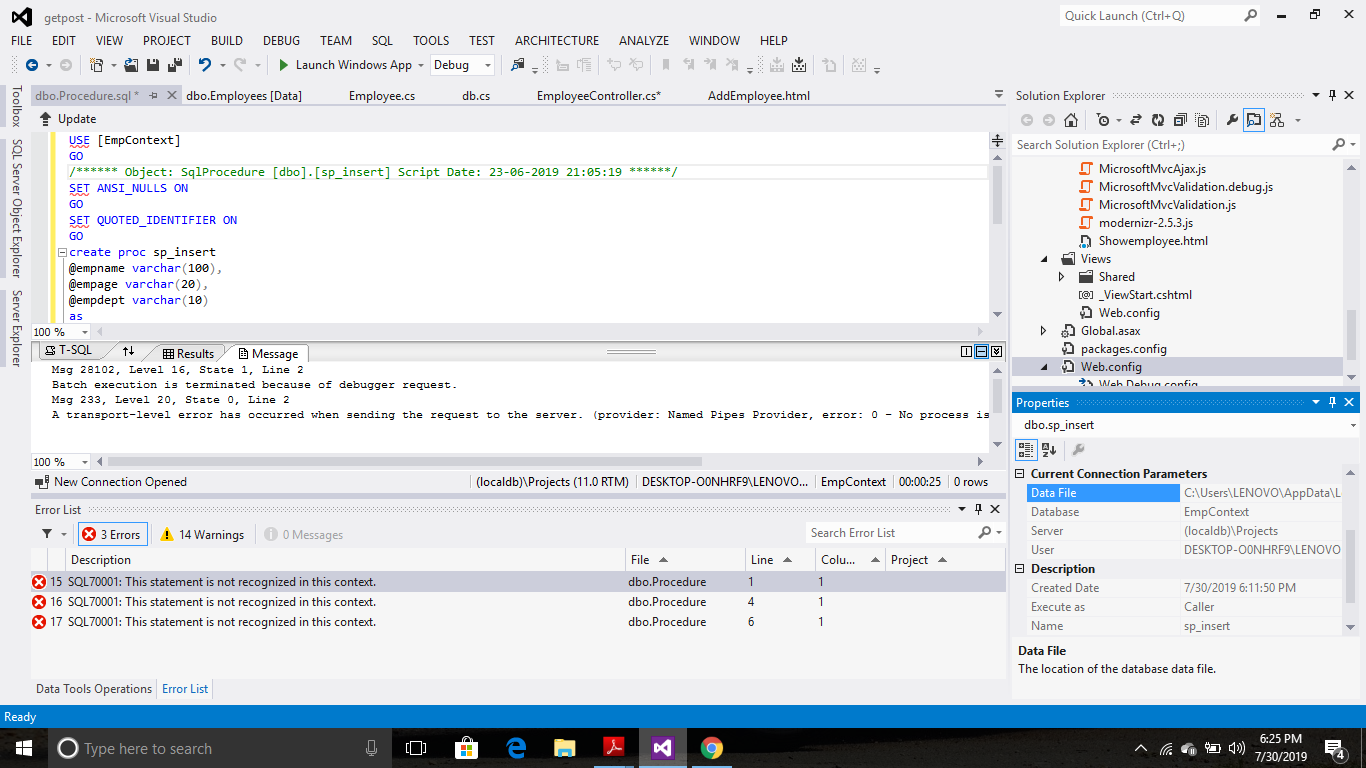 getpost - Microsoft Visual Studio
Quick Launch (Ctrl+Q)
FILE EDIT VIEW PROJECT BUILD DEBUG TEAM SQL TOOLS TEST ARCHITECTURE ANALYZE WINDOW HELP
Launch Windows App Debug
Toolbox
SQL Server Object Explorer
Server Explorer
dbo.Procedure.sql * dbo.Employees [Data] Employee.cs db.cs EmployeeController.cs* AddEmployee.html
Update
USE [EmpContext]
GO
/****** Object: SqlProcedure [dbo].[sp_insert] Script Date: 23-06-2019 21:05:19 ******/
SET ANSI_NULLS ON
GO
SET QUOTED_IDENTIFIER ON
GO
create proc sp_insert
@empname varchar(100),
@empage varchar(20),
@empdept varchar(10)
as
100 %
T-SQL Results Message
Msg 28102, Level 16, State 1, Line 2
Batch execution is terminated because of debugger request.
Msg 233, Level 20, State 0, Line 2
A transport-level error has occurred when sending the request to the server. (provider: Named Pipes Provider, error: 0 - No process is
100 %
New Connection Opened (localdb)\Projects (11.0 RTM) DESKTOP-O0NHRF9\LENOVO... EmpContext 00:00:25 0 rows
Error List
3 Errors 14 Warnings 0 Messages Search Error List
Description File Line Colu... Project
15 SQL70001: This statement is not recognized in this context. dbo.Procedure 1 1
16 SQL70001: This statement is not recognized in this context. dbo.Procedure 4 1
17 SQL70001: This statement is not recognized in this context. dbo.Procedure 6 1
Data Tools Operations Error List
Solution Explorer
Search Solution Explorer (Ctrl+;)
MicrosoftMvcAjax.js
MicrosoftMvcValidation.debug.js
MicrosoftMvcValidation.js
modernizr-2.5.3.js
Showemployee.html
Views
Shared
_ViewStart.cshtml
Web.config
Global.asax
packages.config
Web.config
Web.Debug.config
Properties
dbo.sp_insert
Current Connection Parameters
Data File C:\Users\LENOVO\AppData\L
Database EmpContext
Server (localdb)\Projects
User DESKTOP-O0NHRF9\LENOVO
Description
Created Date 7/30/2019 6:11:50 PM
Execute as Caller
Name sp_insert
Data File
The location of the database data file.
Ready
Type here to search
6:25 PM
7/30/2019
4